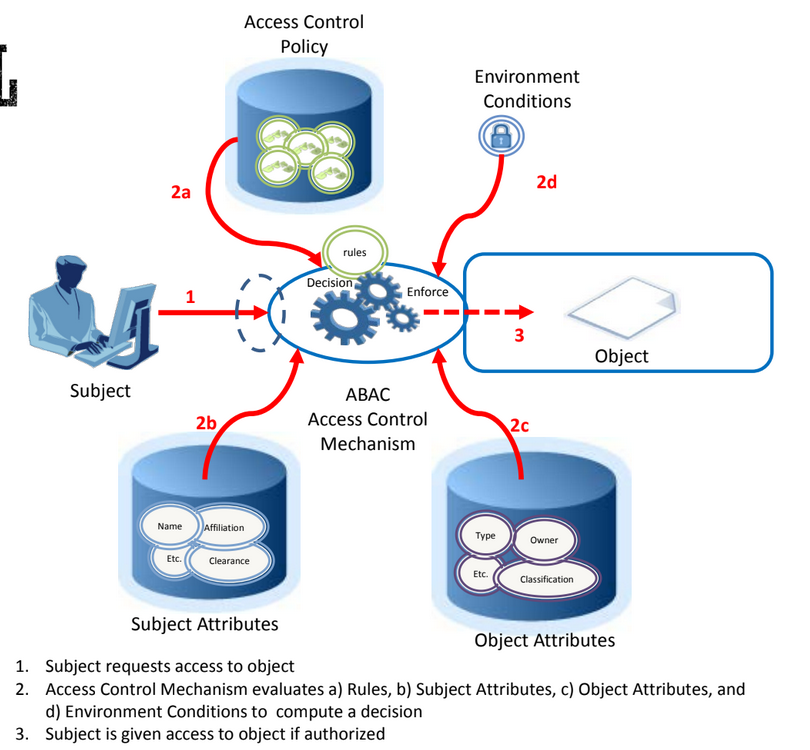 Access Control
Policy
Environment
Conditions
2a
2d
rules
Decision
Enforce
1
3
Subject
Object
ABAC
Access Control
Mechanism
2b
2c
Name
Affiliation
Etc.
Clearance
Type
Owner
Etc.
Classification
Subject Attributes
Object Attributes
1. Subject requests access to object
2. Access Control Mechanism evaluates a) Rules, b) Subject Attributes, c) Object Attributes, and
d) Environment Conditions to compute a decision
3. Subject is given access to object if authorized